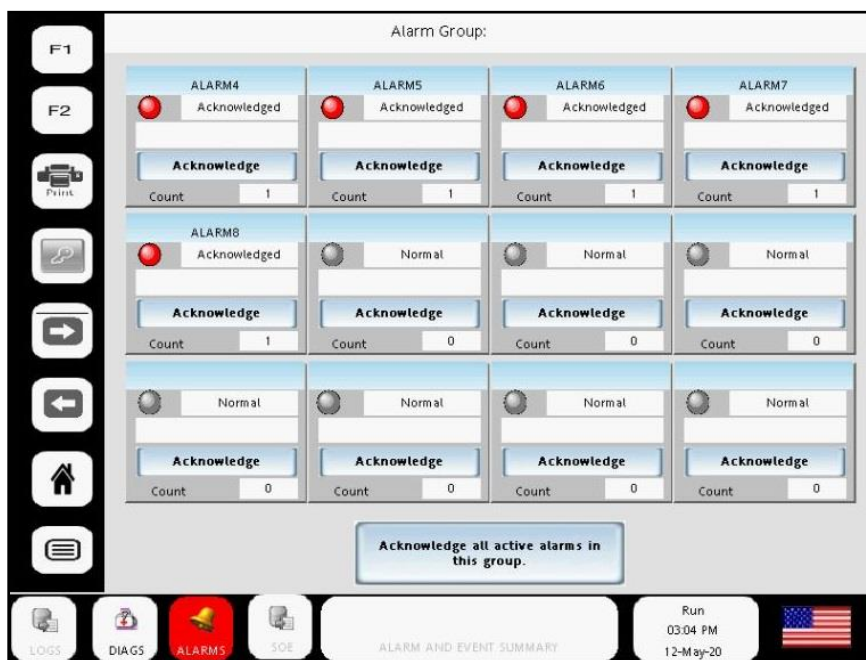 Alarm Group:
F1
F2
Print
ALARM4 ALARM5 ALARM6 ALARM7
Acknowledged Acknowledged Acknowledged Acknowledged
Acknowledge Acknowledge Acknowledge Acknowledge
Count 1 Count 1 Count 1 Count 1
ALARM8
Acknowledged Normal Normal Normal
Acknowledge Acknowledge Acknowledge Acknowledge
Count 1 Count 0 Count 0 Count 0
Normal Normal Normal Normal
Acknowledge Acknowledge Acknowledge Acknowledge
Count 0 Count 0 Count 0 Count 0
Acknowledge all active alarms in
this group.
LOGS DIAGS ALARMS SOE ALARM AND EVENT SUMMARY
Run
03:04 PM
12-May-20